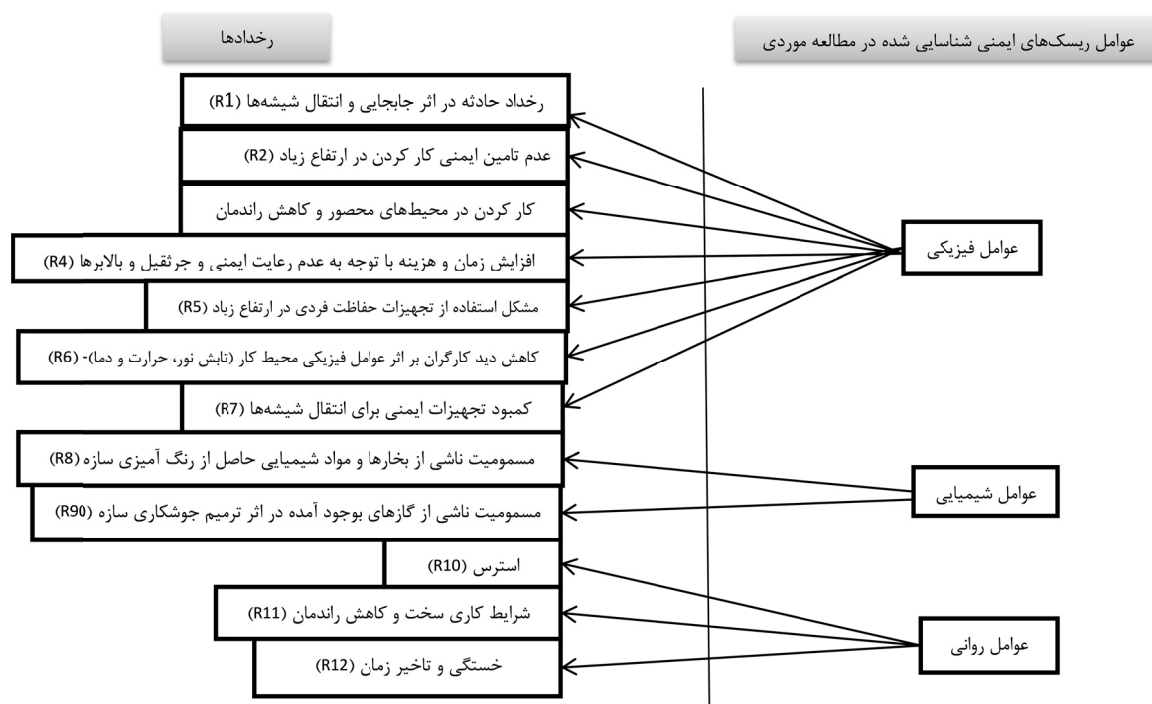 عوامل ریسک‌های ایمنی شناسایی شده در مطالعه موردی
رخدادها
رخداد حادثه در اثر جابجایی و انتقال شیشه‌ها (R1)
عدم تامین ایمنی کار کردن در ارتفاع زیاد (R2)
کار کردن در محیط‌های محصور و کاهش راندمان
افزایش زمان و هزینه با توجه به عدم رعایت ایمنی و جرثقیل و بالابرها (R4)
مشکل استفاده از تجهیزات حفاظت فردی در ارتفاع زیاد (R5)
کاهش دید کارگران بر اثر عوامل فیزیکی محیط کار (تابش نور، حرارت و دما)- (R6)
کمبود تجهیزات ایمنی برای انتقال شیشه‌ها (R7)
مسمومیت ناشی از بخارها و مواد شیمیایی حاصل از رنگ آمیزی سازه (R8)
مسمومیت ناشی از گازهای بوجود آمده در اثر ترمیم جوشکاری سازه (R90)
استرس (R10)
شرایط کاری سخت و کاهش راندمان (R11)
خستگی و تاخیر زمان (R12)
عوامل فیزیکی
عوامل شیمیایی
عوامل روانی